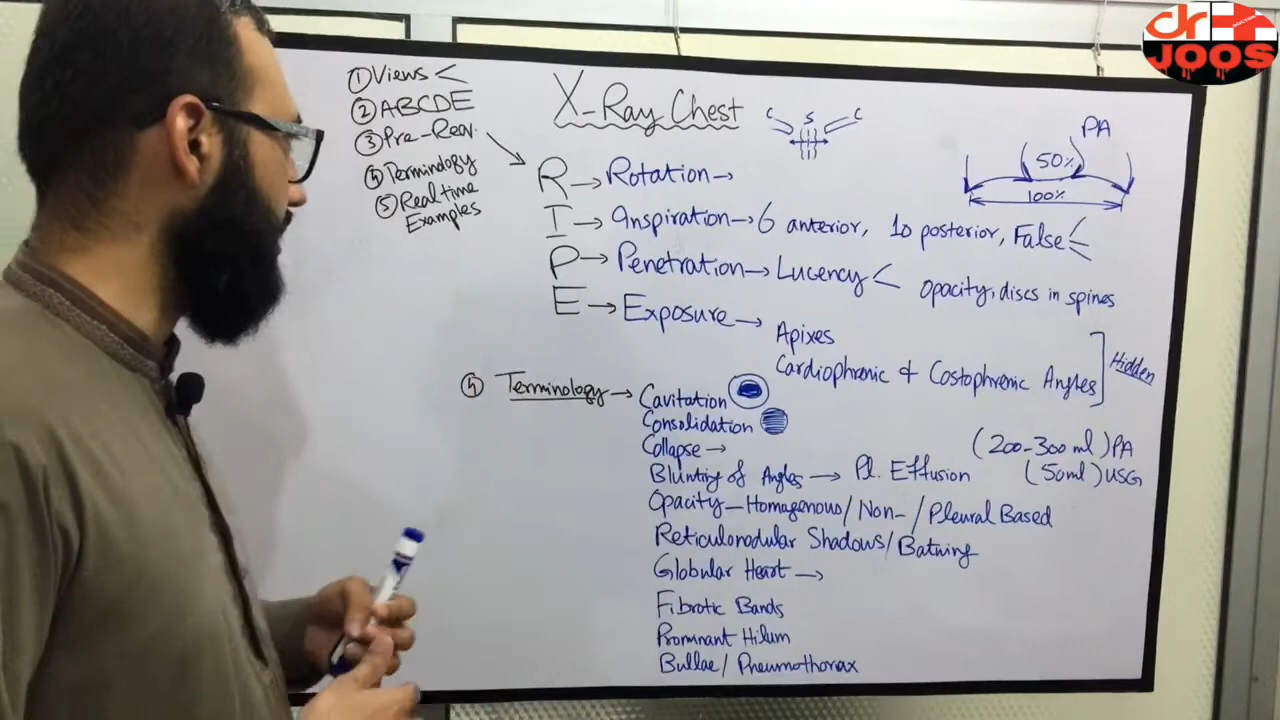 dr JOOS
① Views <
② ABCDE
③ Pre-Req.
④ Terminology
⑤ Real time
Examples
X-Ray Chest
C S C
PA
50%
100%
R → Rotation →
I → Inspiration → 6 anterior, 10 posterior, False <
P → Penetration → Lucency < Opacity, discs in spines
E → Exposure →
Apixes
Cardiophrenic & Costophrenic Angles
Hidden
④ Terminology → Cavitation
Consolidation
Collapse →
(200-300 ml) PA
Blunting of Angles → Pl. Effusion (50ml) USG
Opacity – Homogenous / Non- / Pleural Based
Reticulonodular Shadows / Batwing
Globular Heart →
Fibrotic Bands
Prominant Hilum
Bullae / Pneumothorax